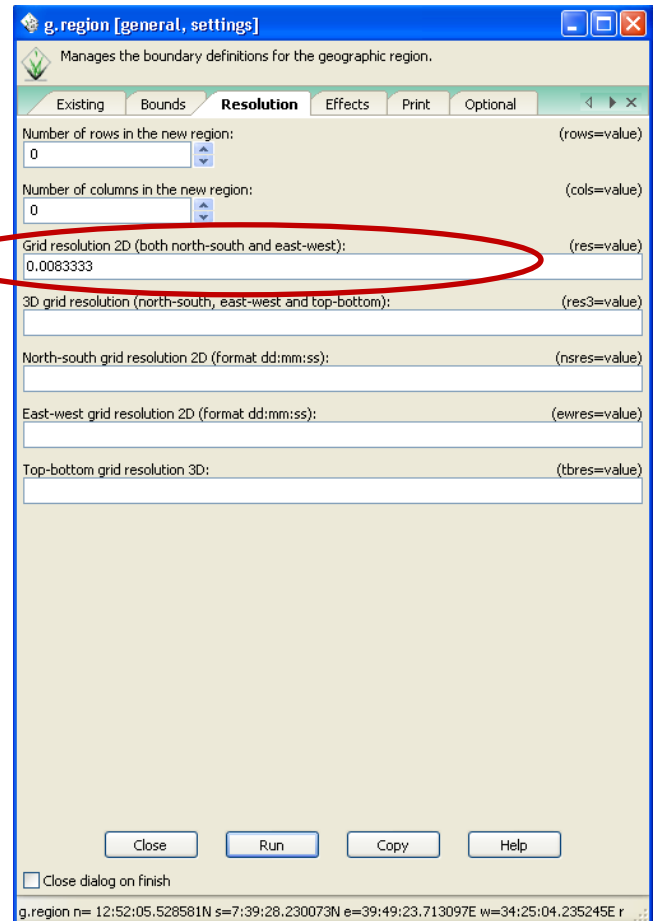 g.region [general, settings]
Manages the boundary definitions for the geographic region.
Existing Bounds Resolution Effects Print Optional
Number of rows in the new region: (rows=value)
0
Number of columns in the new region: (cols=value)
0
Grid resolution 2D (both north-south and east-west): (res=value)
0.0083333
3D grid resolution (north-south, east-west and top-bottom): (res3=value)
North-south grid resolution 2D (format dd:mm:ss): (nsres=value)
East-west grid resolution 2D (format dd:mm:ss): (ewres=value)
Top-bottom grid resolution 3D: (tbres=value)
Close Run Copy Help
Close dialog on finish
g.region n= 12:52:05.528581N s=7:39:28.230073N e=39:49:23.713097E w=34:25:04.235245E r